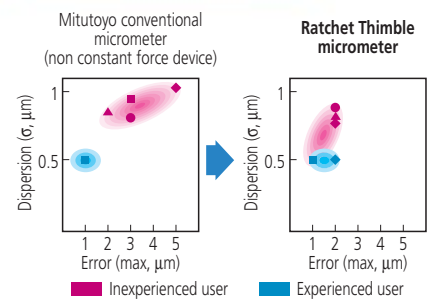 Mitutoyo conventional
micrometer
(non constant force device)
Dispersion (σ, μm)
1
0.5
1 2 3 4 5
Error (max, μm)
Ratchet Thimble
micrometer
Dispersion (σ, μm)
1
0.5
1 2 3 4 5
Error (max, μm)
Inexperienced user
Experienced user